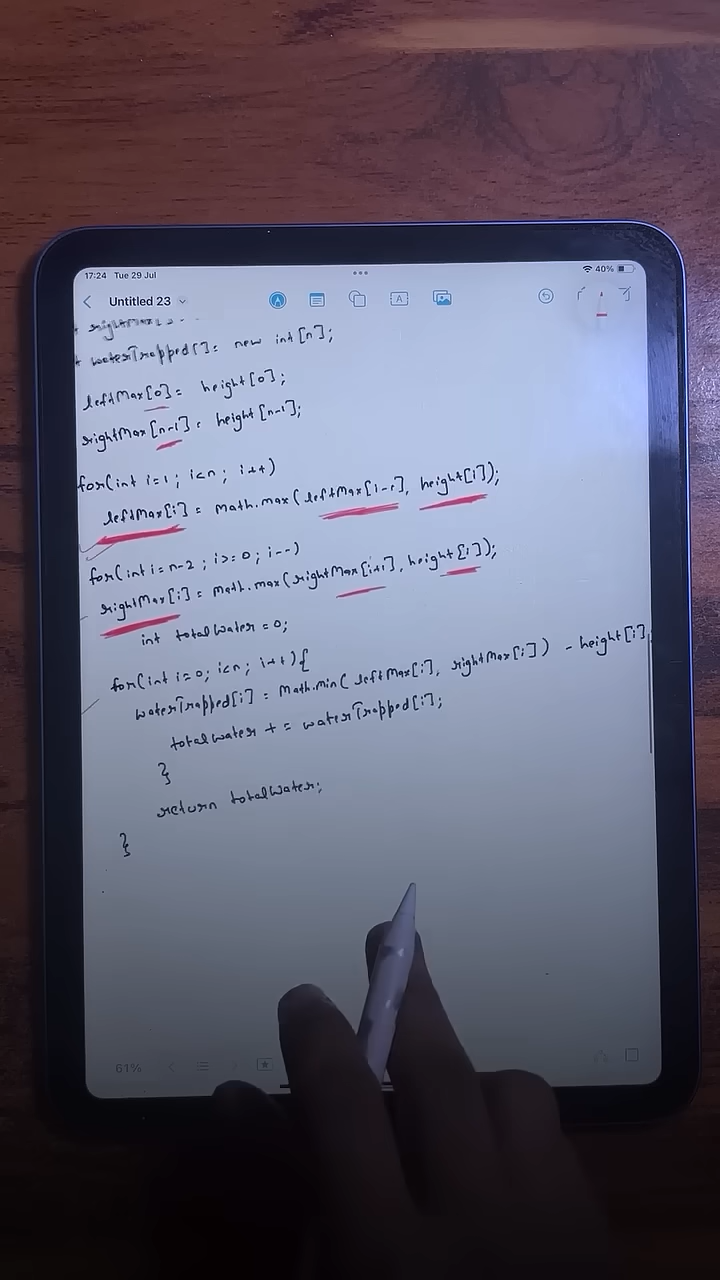 17:24 Tue 29 Jul
40%
Untitled 23
A
rightMax[]
waterTrapped[]= new int[n];
leftMax[0]= height[0];
rightMax[n-1]= height[n-1];
for(int i=1; i<n; i++)
leftMax[i] = math.max(leftMax[i-1], height[i]);
for(int i=n-2; i>=0; i--)
rightMax[i]= math.max(rightMax[i+1], height[i]);
int totalWater=0;
for(int i=0; i<n; i++){
waterTrapped[i] = Math.min(leftMax[i], rightMax[i]) - height[i];
totalwater += waterTrapped[i];
}
return totalWater;
}
61%